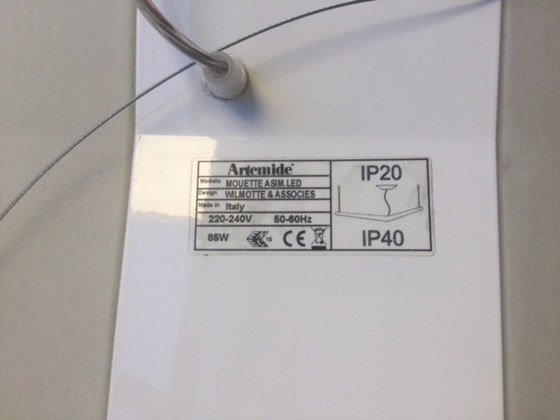 Artemide®
Modello MOUETTE ASIM.LED
Design WILMOTTE & ASSOCIES
Made in Italy
220-240V 50-60Hz
85W 15 CE
IP20
IP40